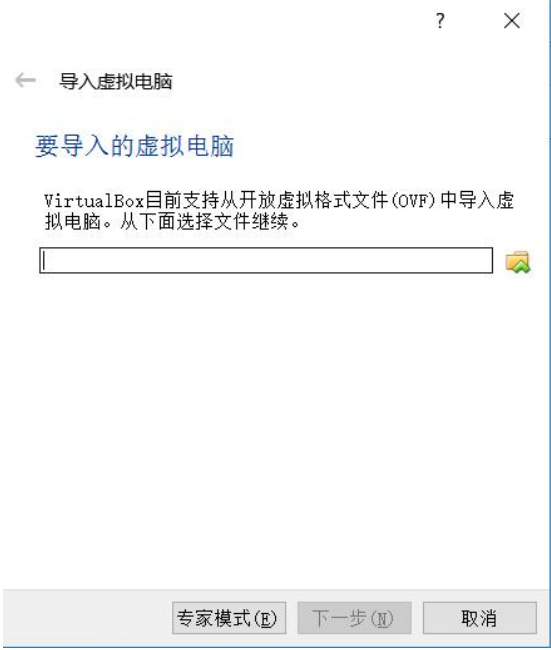 ?
导入虚拟电脑
要导入的虚拟电脑
VirtualBox目前支持从开放虚拟格式文件(OVF)中导入虚
拟电脑。从下面选择文件继续。
专家模式(E) 下一步(N) 取消